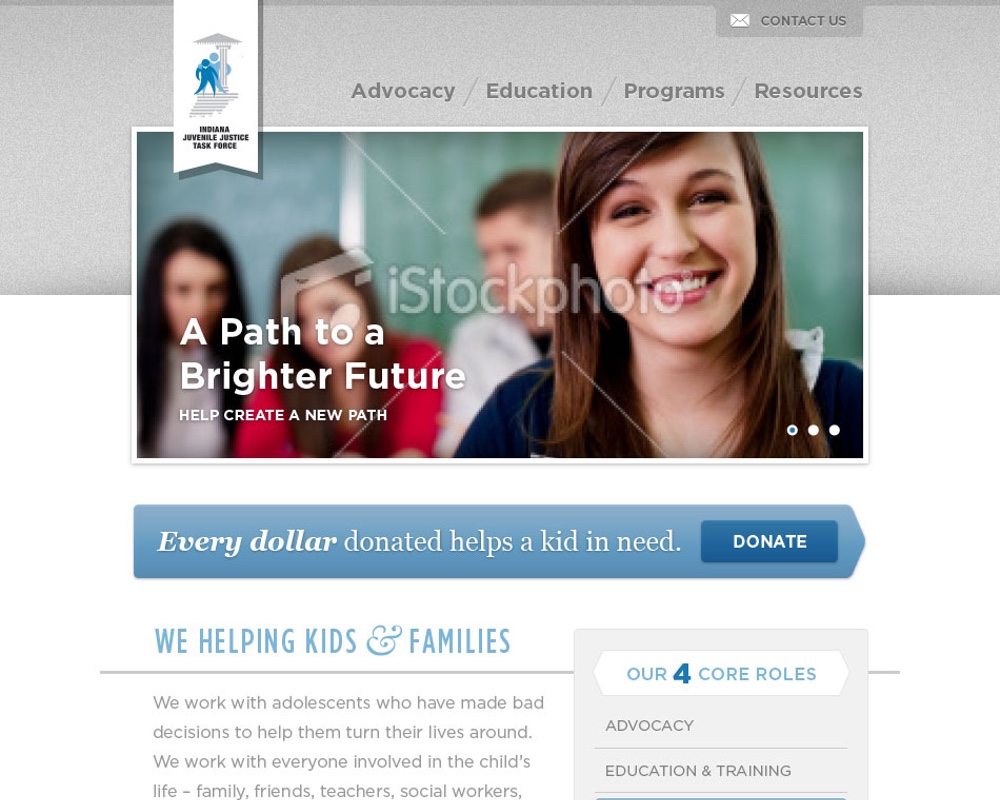 CONTACT US
INDIANA
JUVENILE JUSTICE
TASK FORCE
Advocacy / Education / Programs / Resources
iStockphoto
A Path to a
Brighter Future
HELP CREATE A NEW PATH
Every dollar donated helps a kid in need.
DONATE
WE HELPING KIDS & FAMILIES
We work with adolescents who have made bad
decisions to help them turn their lives around.
We work with everyone involved in the child’s
life – family, friends, teachers, social workers,
OUR 4 CORE ROLES
ADVOCACY
EDUCATION & TRAINING